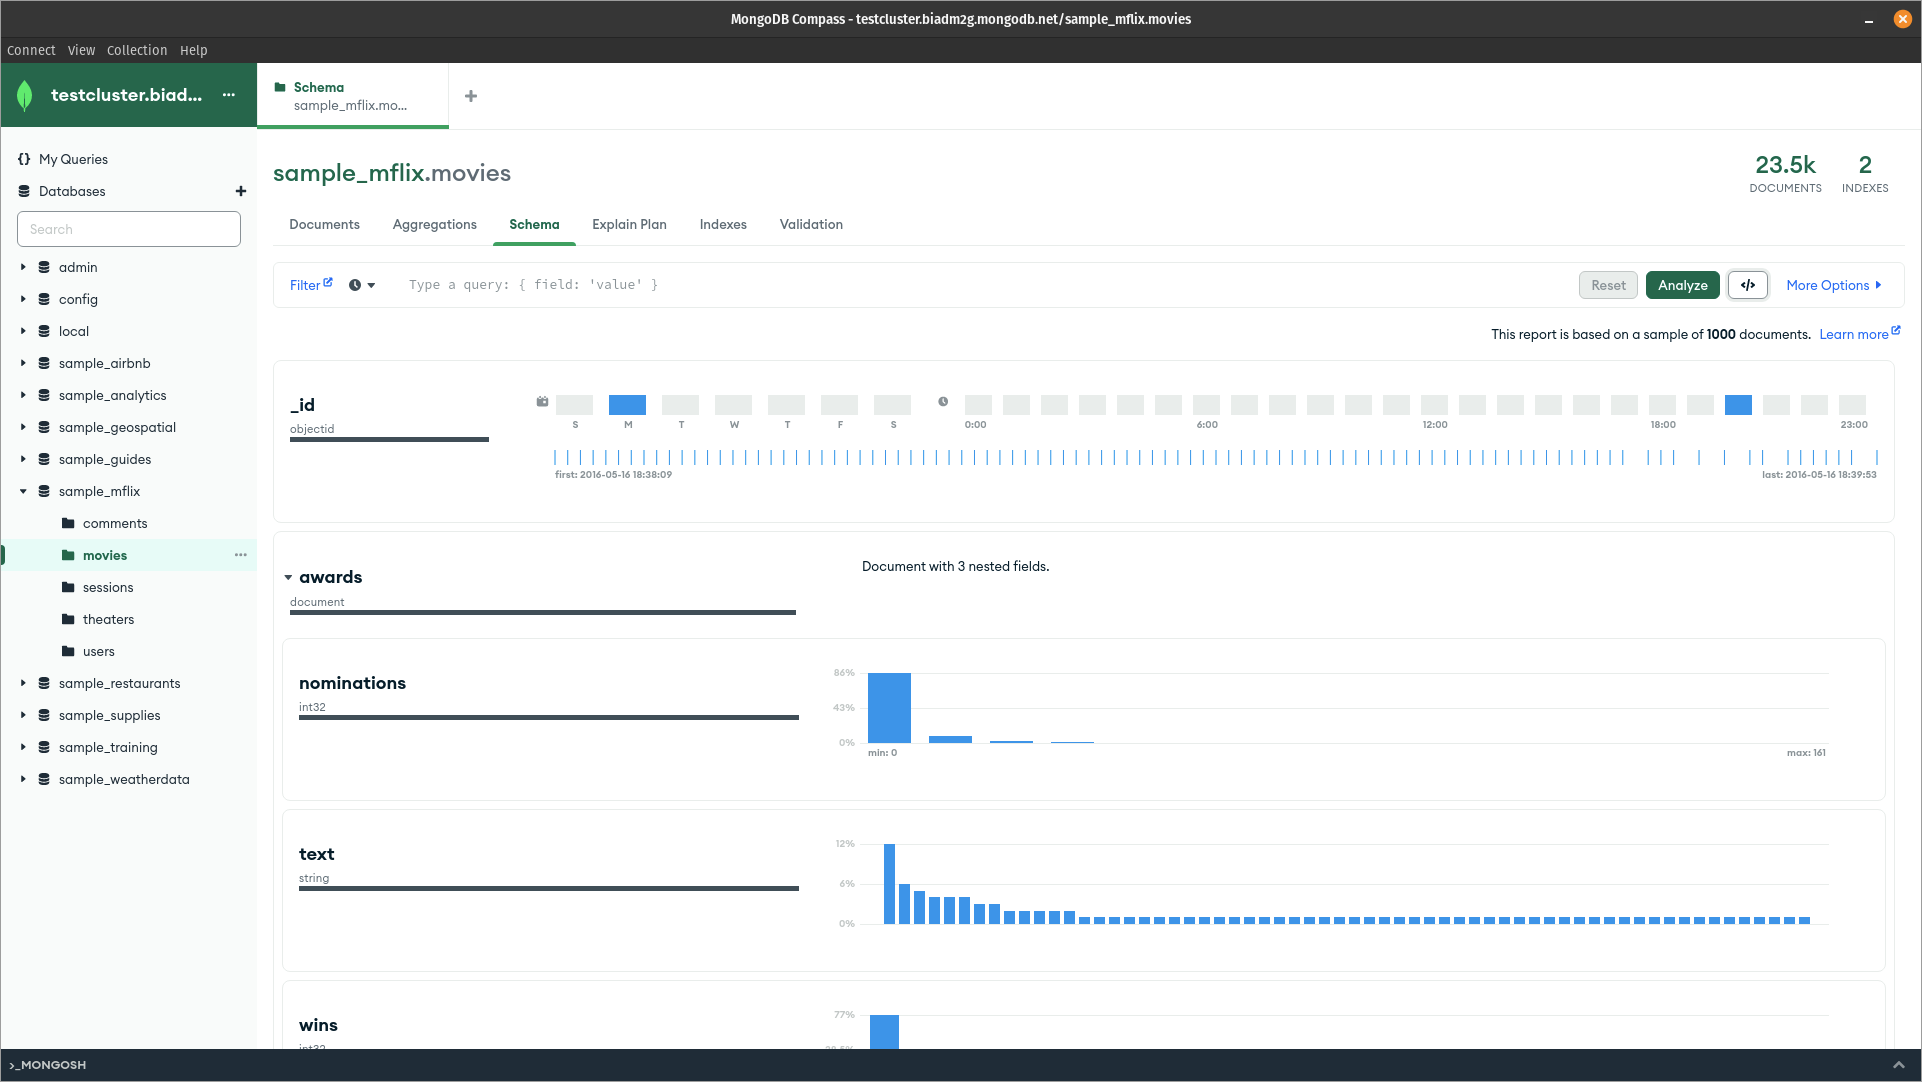 MongoDB Compass - testcluster.biadm2g.mongodb.net/sample_mflix.movies
Connect View Collection Help
testcluster.biad...
Schema
sample_mflix.mo...
{} My Queries
Databases
Search
admin
config
local
sample_airbnb
sample_analytics
sample_geospatial
sample_guides
sample_mflix
comments
movies
sessions
theaters
users
sample_restaurants
sample_supplies
sample_training
sample_weatherdata
sample_mflix.movies
23.5k
DOCUMENTS
2
INDEXES
Documents Aggregations Schema Explain Plan Indexes Validation
Filter Type a query: { field: 'value' } Reset Analyze </> More Options
This report is based on a sample of 1000 documents. Learn more
_id
objectid
S M T W T F S 0:00 6:00 12:00 18:00 23:00
first: 2016-05-16 18:38:09 last: 2016-05-16 18:39:53
awards
document
Document with 3 nested fields.
nominations
int32
86%
43%
0%
min: 0 max: 161
text
string
12%
6%
0%
wins
int32
77%
38.5%
>_MONGOSH